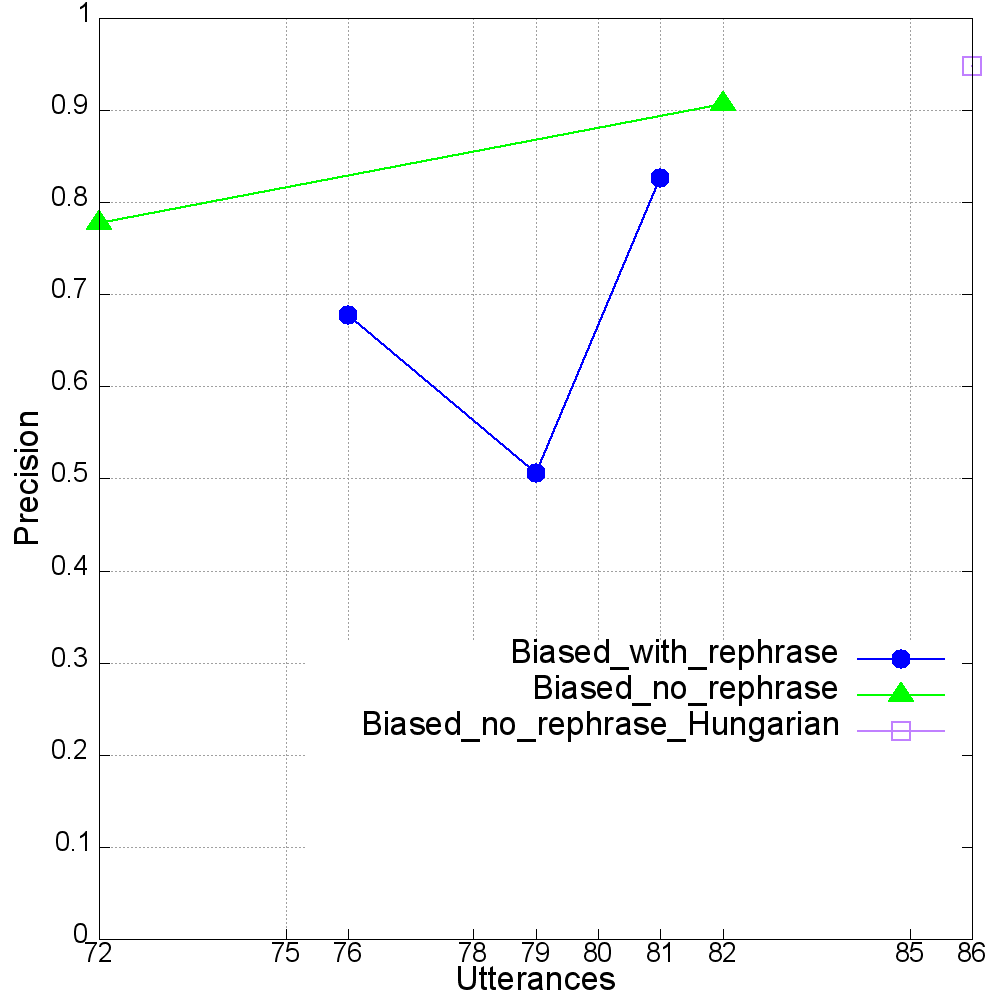 1
0.9
0.8
0.7
0.6
0.5
0.4
0.3
0.2
0.1
0
Precision
Biased_with_rephrase
Biased_no_rephrase
Biased_no_rephrase_Hungarian
72 75 76 78 79 80 81 82 85 86
Utterances